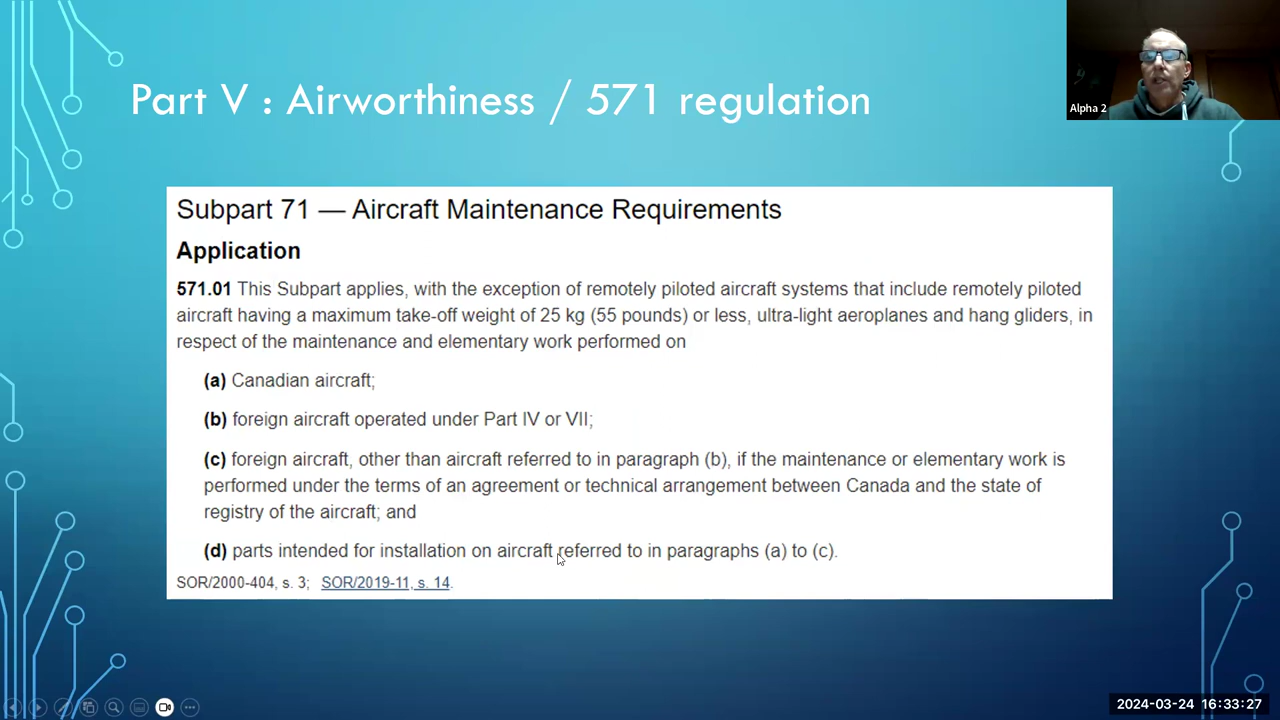 Part V : Airworthiness / 571 regulation
Alpha 2
Subpart 71 — Aircraft Maintenance Requirements
Application
571.01 This Subpart applies, with the exception of remotely piloted aircraft systems that include remotely piloted
aircraft having a maximum take-off weight of 25 kg (55 pounds) or less, ultra-light aeroplanes and hang gliders, in
respect of the maintenance and elementary work performed on
(a) Canadian aircraft;
(b) foreign aircraft operated under Part IV or VII;
(c) foreign aircraft, other than aircraft referred to in paragraph (b), if the maintenance or elementary work is
performed under the terms of an agreement or technical arrangement between Canada and the state of
registry of the aircraft; and
(d) parts intended for installation on aircraft referred to in paragraphs (a) to (c).
SOR/2000-404, s. 3; SOR/2019-11, s. 14.
2024-03-24 16:33:27